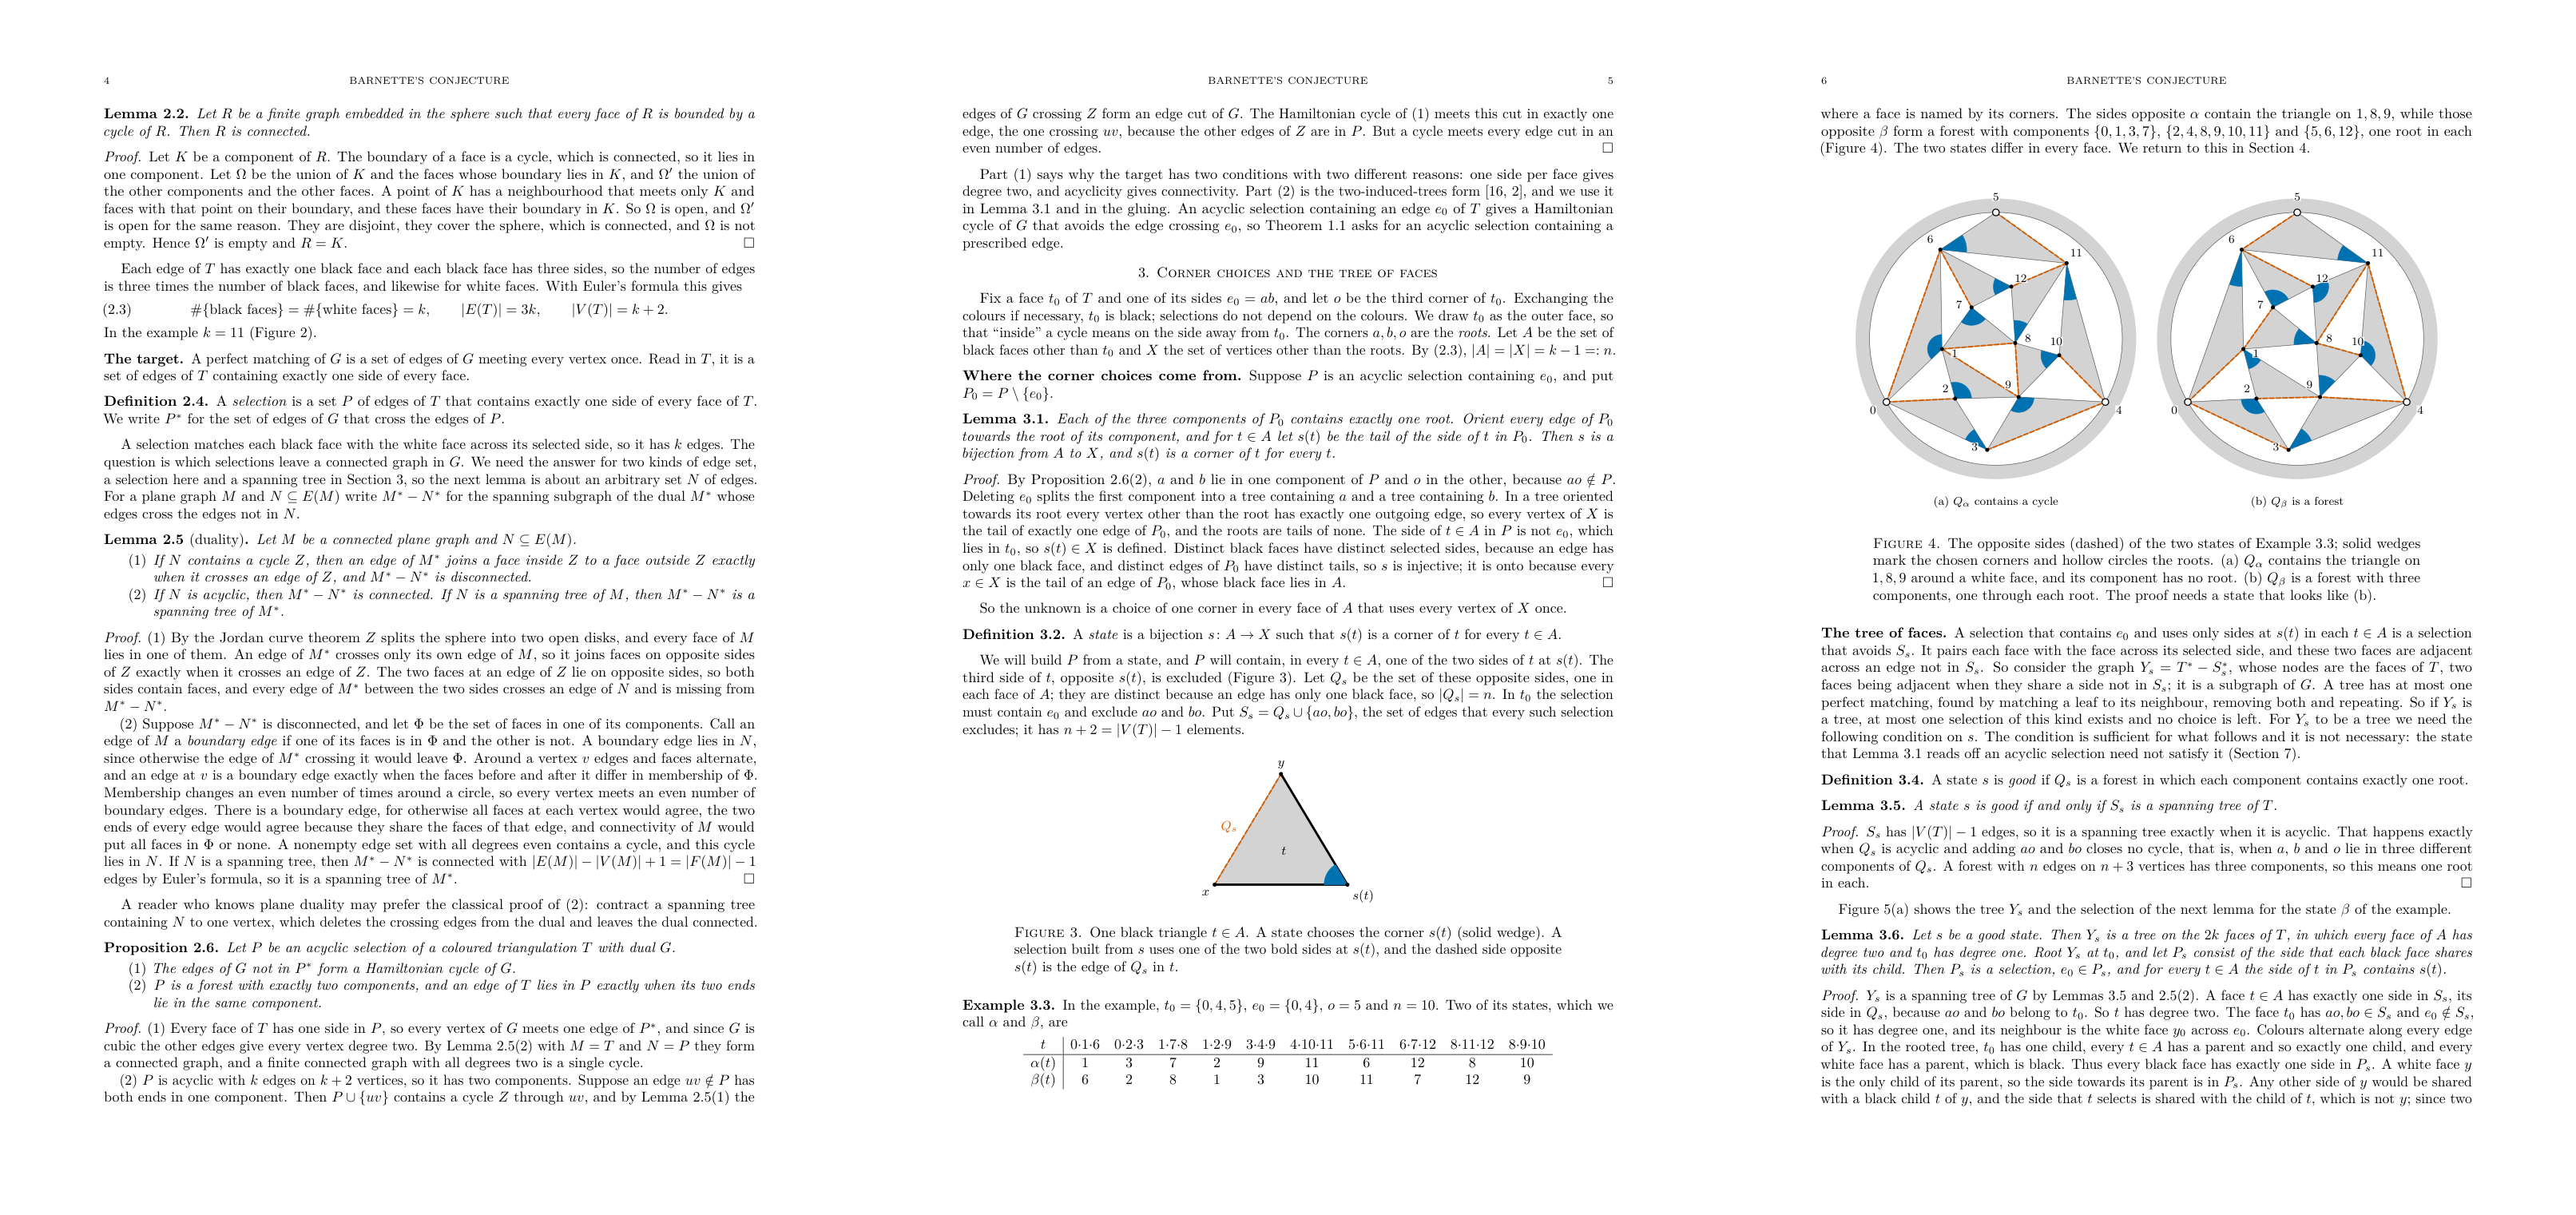 4
BARNETTE'S CONJECTURE
Lemma 2.2. Let R be a finite graph embedded in the sphere such that every face of R is bounded by a
cycle of R. Then R is connected.
Proof. Let K be a component of R. The boundary of a face is a cycle, which is connected, so it lies in
one component. Let Ω be the union of K and the faces whose boundary lies in K, and Ω′ the union of
the other components and the other faces. A point of K has a neighbourhood that meets only K and
faces with that point on their boundary, and these faces have their boundary in K. So Ω is open, and Ω′
is open for the same reason. They are disjoint, they cover the sphere, which is connected, and Ω is not
empty. Hence Ω′ is empty and R = K. □
Each edge of T has exactly one black face and each black face has three sides, so the number of edges
is three times the number of black faces, and likewise for white faces. With Euler's formula this gives
(2.3) #{black faces} = #{white faces} = k, |E(T)| = 3k, |V(T)| = k + 2.
In the example k = 11 (Figure 2).
The target. A perfect matching of G is a set of edges of G meeting every vertex once. Read in T, it is a
set of edges of T containing exactly one side of every face.
Definition 2.4. A selection is a set P of edges of T that contains exactly one side of every face of T.
We write P* for the set of edges of G that cross the edges of P.
A selection matches each black face with the white face across its selected side, so it has k edges. The
question is which selections leave a connected graph in G. We need the answer for two kinds of edge set,
a selection here and a spanning tree in Section 3, so the next lemma is about an arbitrary set N of edges.
For a plane graph M and N ⊆ E(M) write M* − N* for the spanning subgraph of the dual M* whose
edges cross the edges not in N.
Lemma 2.5 (duality). Let M be a connected plane graph and N ⊆ E(M).
(1) If N contains a cycle Z, then an edge of M* joins a face inside Z to a face outside Z exactly
when it crosses an edge of Z, and M* − N* is disconnected.
(2) If N is acyclic, then M* − N* is connected. If N is a spanning tree of M, then M* − N* is a
spanning tree of M*.
Proof. (1) By the Jordan curve theorem Z splits the sphere into two open disks, and every face of M
lies in one of them. An edge of M* crosses only its own edge of M, so it joins faces on opposite sides
of Z exactly when it crosses an edge of Z. The two faces at an edge of Z lie on opposite sides, so both
sides contain faces, and every edge of M* between the two sides crosses an edge of N and is missing from
M* − N*.
(2) Suppose M* − N* is disconnected, and let Φ be the set of faces in one of its components. Call an
edge of M a boundary edge if one of its faces is in Φ and the other is not. A boundary edge lies in N,
since otherwise the edge of M* crossing it would leave Φ. Around a vertex v edges and faces alternate,
and an edge at v is a boundary edge exactly when the faces before and after it differ in membership of Φ.
Membership changes an even number of times around a circle, so every vertex meets an even number of
boundary edges. There is a boundary edge, for otherwise all faces at each vertex would agree, the two
ends of every edge would agree because they share the faces of that edge, and connectivity of M would
put all faces in Φ or none. A nonempty edge set with all degrees even contains a cycle, and this cycle
lies in N. If N is a spanning tree, then M* − N* is connected with |E(M)| − |V(M)| + 1 = |F(M)| − 1
edges by Euler's formula, so it is a spanning tree of M*. □
A reader who knows plane duality may prefer the classical proof of (2): contract a spanning tree
containing N to one vertex, which deletes the crossing edges from the dual and leaves the dual connected.
Proposition 2.6. Let P be an acyclic selection of a coloured triangulation T with dual G.
(1) The edges of G not in P* form a Hamiltonian cycle of G.
(2) P is a forest with exactly two components, and an edge of T lies in P exactly when its two ends
lie in the same component.
Proof. (1) Every face of T has one side in P, so every vertex of G meets one edge of P*, and since G is
cubic the other edges give every vertex degree two. By Lemma 2.5(2) with M = T and N = P they form
a connected graph, and a finite connected graph with all degrees two is a single cycle.
(2) P is acyclic with k edges on k + 2 vertices, so it has two components. Suppose an edge uv ∉ P has
both ends in one component. Then P ∪ {uv} contains a cycle Z through uv, and by Lemma 2.5(1) the
BARNETTE'S CONJECTURE
5
edges of G crossing Z form an edge cut of G. The Hamiltonian cycle of (1) meets this cut in exactly one
edge, the one crossing uv, because the other edges of Z are in P. But a cycle meets every edge cut in an
even number of edges. □
Part (1) says why the target has two conditions with two different reasons: one side per face gives
degree two, and acyclicity gives connectivity. Part (2) is the two-induced-trees form [16, 2], and we use it
in Lemma 3.1 and in the gluing. An acyclic selection containing an edge e₀ of T gives a Hamiltonian
cycle of G that avoids the edge crossing e₀, so Theorem 1.1 asks for an acyclic selection containing a
prescribed edge.
3. Corner choices and the tree of faces
Fix a face t₀ of T and one of its sides e₀ = ab, and let o be the third corner of t₀. Exchanging the
colours if necessary, t₀ is black; selections do not depend on the colours. We draw t₀ as the outer face, so
that "inside" a cycle means on the side away from t₀. The corners a, b, o are the roots. Let A be the set of
black faces other than t₀ and X the set of vertices other than the roots. By (2.3), |A| = |X| = k − 1 =: n.
Where the corner choices come from. Suppose P is an acyclic selection containing e₀, and put
P₀ = P \ {e₀}.
Lemma 3.1. Each of the three components of P₀ contains exactly one root. Orient every edge of P₀
towards the root of its component, and for t ∈ A let s(t) be the tail of the side of t in P₀. Then s is a
bijection from A to X, and s(t) is a corner of t for every t.
Proof. By Proposition 2.6(2), a and b lie in one component of P and o in the other, because ao ∉ P.
Deleting e₀ splits the first component into a tree containing a and a tree containing b. In a tree oriented
towards its root every vertex other than the root has exactly one outgoing edge, so every vertex of X is
the tail of exactly one edge of P₀, and the roots are tails of none. The side of t ∈ A in P is not e₀, which
lies in t₀, so s(t) ∈ X is defined. Distinct black faces have distinct selected sides, because an edge has
only one black face, and distinct edges of P₀ have distinct tails, so s is injective; it is onto because every
x ∈ X is the tail of an edge of P₀, whose black face lies in A. □
So the unknown is a choice of one corner in every face of A that uses every vertex of X once.
Definition 3.2. A state is a bijection s: A → X such that s(t) is a corner of t for every t ∈ A.
We will build P from a state, and P will contain, in every t ∈ A, one of the two sides of t at s(t). The
third side of t, opposite s(t), is excluded (Figure 3). Let Qₛ be the set of these opposite sides, one in
each face of A; they are distinct because an edge has only one black face, so |Qₛ| = n. In t₀ the selection
must contain e₀ and exclude ao and bo. Put Sₛ = Qₛ ∪ {ao, bo}, the set of edges that every such selection
excludes; it has n + 2 = |V(T)| − 1 elements.
y
Qₛ
t
x
s(t)
Figure 3. One black triangle t ∈ A. A state chooses the corner s(t) (solid wedge). A
selection built from s uses one of the two bold sides at s(t), and the dashed side opposite
s(t) is the edge of Qₛ in t.
Example 3.3. In the example, t₀ = {0, 4, 5}, e₀ = {0, 4}, o = 5 and n = 10. Two of its states, which we
call α and β, are
t 0·1·6 0·2·3 1·7·8 1·2·9 3·4·9 4·10·11 5·6·11 6·7·12 8·11·12 8·9·10
α(t) 1 3 7 2 9 11 6 12 8 10
β(t) 6 2 8 1 3 10 11 7 12 9
6
BARNETTE'S CONJECTURE
where a face is named by its corners. The sides opposite α contain the triangle on 1, 8, 9, while those
opposite β form a forest with components {0, 1, 3, 7}, {2, 4, 8, 9, 10, 11} and {5, 6, 12}, one root in each
(Figure 4). The two states differ in every face. We return to this in Section 4.
5
6
11
12
7
8
10
1
2
9
0
4
3
(a) Qα contains a cycle
5
6
11
12
7
8
10
1
2
9
0
4
3
(b) Qβ is a forest
Figure 4. The opposite sides (dashed) of the two states of Example 3.3; solid wedges
mark the chosen corners and hollow circles the roots. (a) Qα contains the triangle on
1, 8, 9 around a white face, and its component has no root. (b) Qβ is a forest with three
components, one through each root. The proof needs a state that looks like (b).
The tree of faces. A selection that contains e₀ and uses only sides at s(t) in each t ∈ A is a selection
that avoids Sₛ. It pairs each face with the face across its selected side, and these two faces are adjacent
across an edge not in Sₛ. So consider the graph Yₛ = T* − Sₛ*, whose nodes are the faces of T, two
faces being adjacent when they share a side not in Sₛ; it is a subgraph of G. A tree has at most one
perfect matching, found by matching a leaf to its neighbour, removing both and repeating. So if Yₛ is
a tree, at most one selection of this kind exists and no choice is left. For Yₛ to be a tree we need the
following condition on s. The condition is sufficient for what follows and it is not necessary: the state
that Lemma 3.1 reads off an acyclic selection need not satisfy it (Section 7).
Definition 3.4. A state s is good if Qₛ is a forest in which each component contains exactly one root.
Lemma 3.5. A state s is good if and only if Sₛ is a spanning tree of T.
Proof. Sₛ has |V(T)| − 1 edges, so it is a spanning tree exactly when it is acyclic. That happens exactly
when Qₛ is acyclic and adding ao and bo closes no cycle, that is, when a, b and o lie in three different
components of Qₛ. A forest with n edges on n + 3 vertices has three components, so this means one root
in each. □
Figure 5(a) shows the tree Yₛ and the selection of the next lemma for the state β of the example.
Lemma 3.6. Let s be a good state. Then Yₛ is a tree on the 2k faces of T, in which every face of A has
degree two and t₀ has degree one. Root Yₛ at t₀, and let Pₛ consist of the side that each black face shares
with its child. Then Pₛ is a selection, e₀ ∈ Pₛ, and for every t ∈ A the side of t in Pₛ contains s(t).
Proof. Yₛ is a spanning tree of G by Lemmas 3.5 and 2.5(2). A face t ∈ A has exactly one side in Sₛ, its
side in Qₛ, because ao and bo belong to t₀. So t has degree two. The face t₀ has ao, bo ∈ Sₛ and e₀ ∉ Sₛ,
so it has degree one, and its neighbour is the white face y₀ across e₀. Colours alternate along every edge
of Yₛ. In the rooted tree, t₀ has one child, every t ∈ A has a parent and so exactly one child, and every
white face has a parent, which is black. Thus every black face has exactly one side in Pₛ. A white face y
is the only child of its parent, so the side towards its parent is in Pₛ. Any other side of y would be shared
with a black child t of y, and the side that t selects is shared with the child of t, which is not y; since two